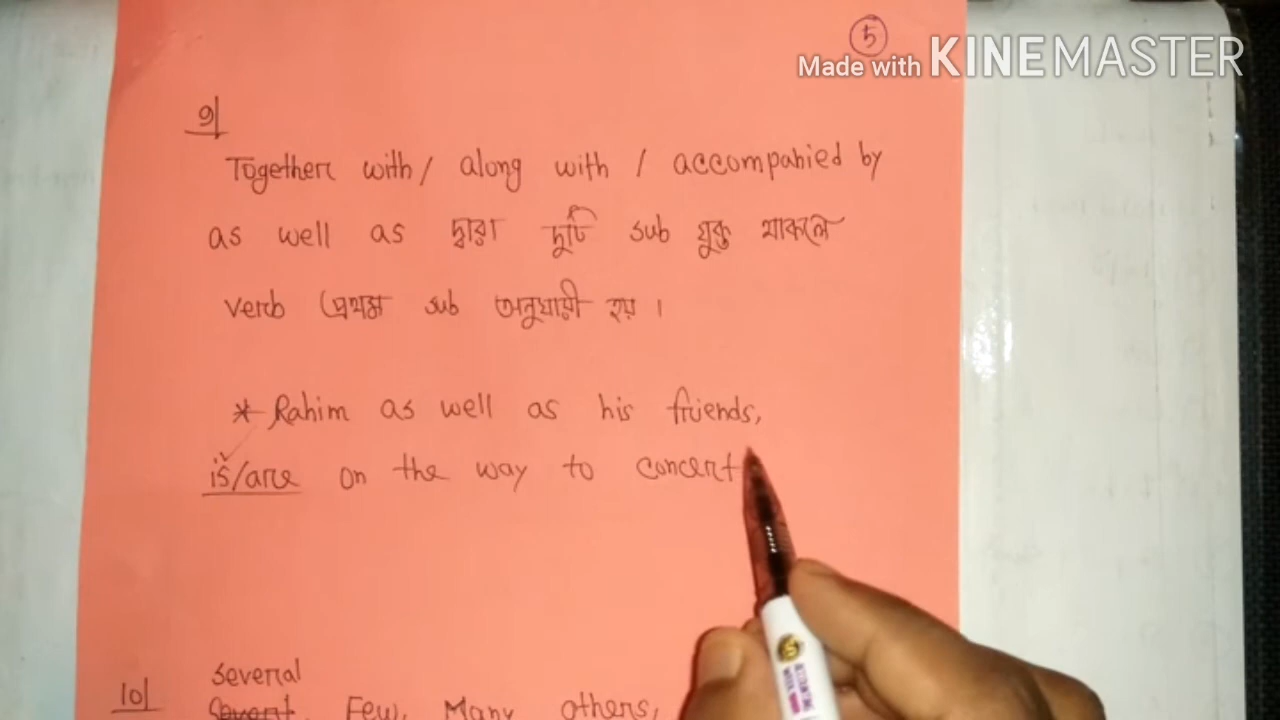 5
Made with KINEMASTER
9|
Together with / along with / accompanied by
as well as দ্বারা দুটি sub যুক্ত থাকলে
verb প্রথম sub অনুযায়ী হয়।
* Rahim as well as his friends,
is/are on the way to concert
Several
10| Few, Many others,